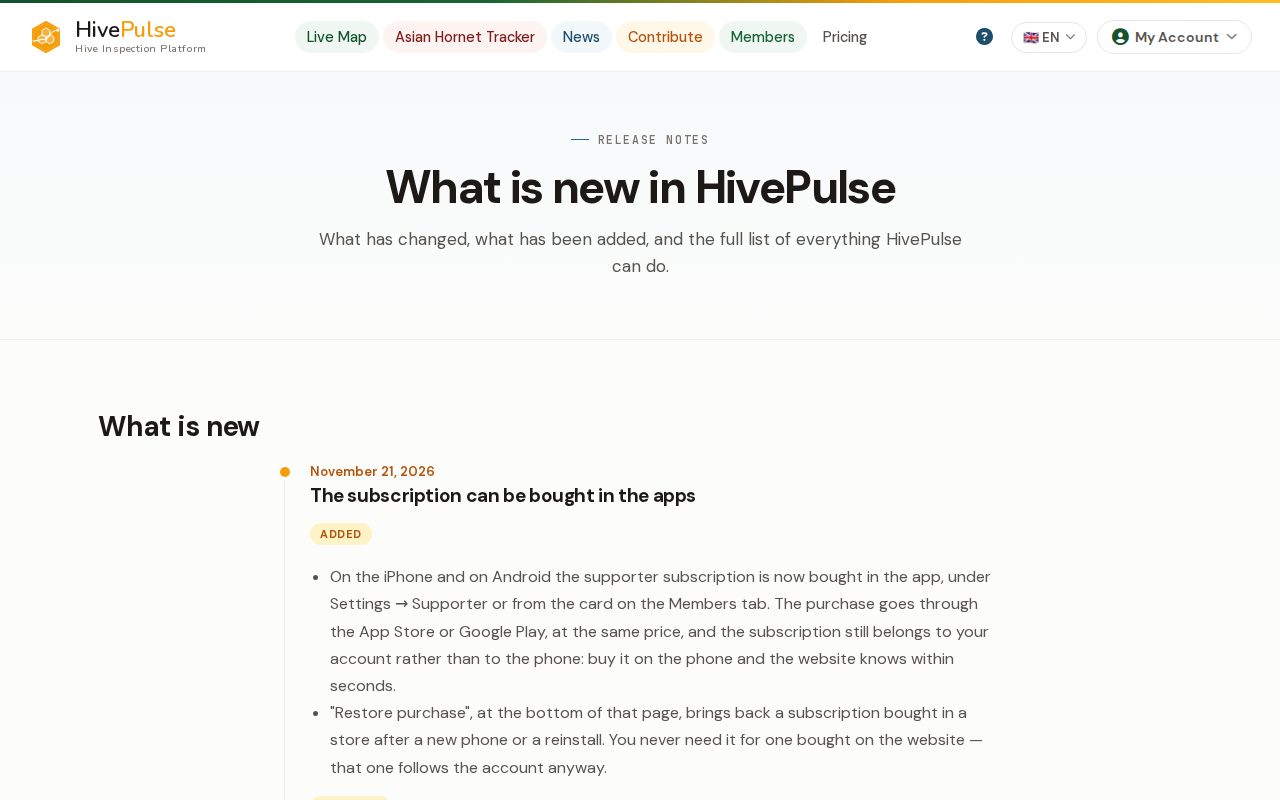 HivePulse
Hive Inspection Platform
Live Map
Asian Hornet Tracker
News
Contribute
Members
Pricing
?
EN
My Account
RELEASE NOTES
What is new in HivePulse
What has changed, what has been added, and the full list of everything HivePulse
can do.
What is new
November 21, 2026
The subscription can be bought in the apps
ADDED
• On the iPhone and on Android the supporter subscription is now bought in the app, under
Settings → Supporter or from the card on the Members tab. The purchase goes through
the App Store or Google Play, at the same price, and the subscription still belongs to your
account rather than to the phone: buy it on the phone and the website knows within
seconds.
• "Restore purchase", at the bottom of that page, brings back a subscription bought in a
store after a new phone or a reinstall. You never need it for one bought on the website —
that one follows the account anyway.